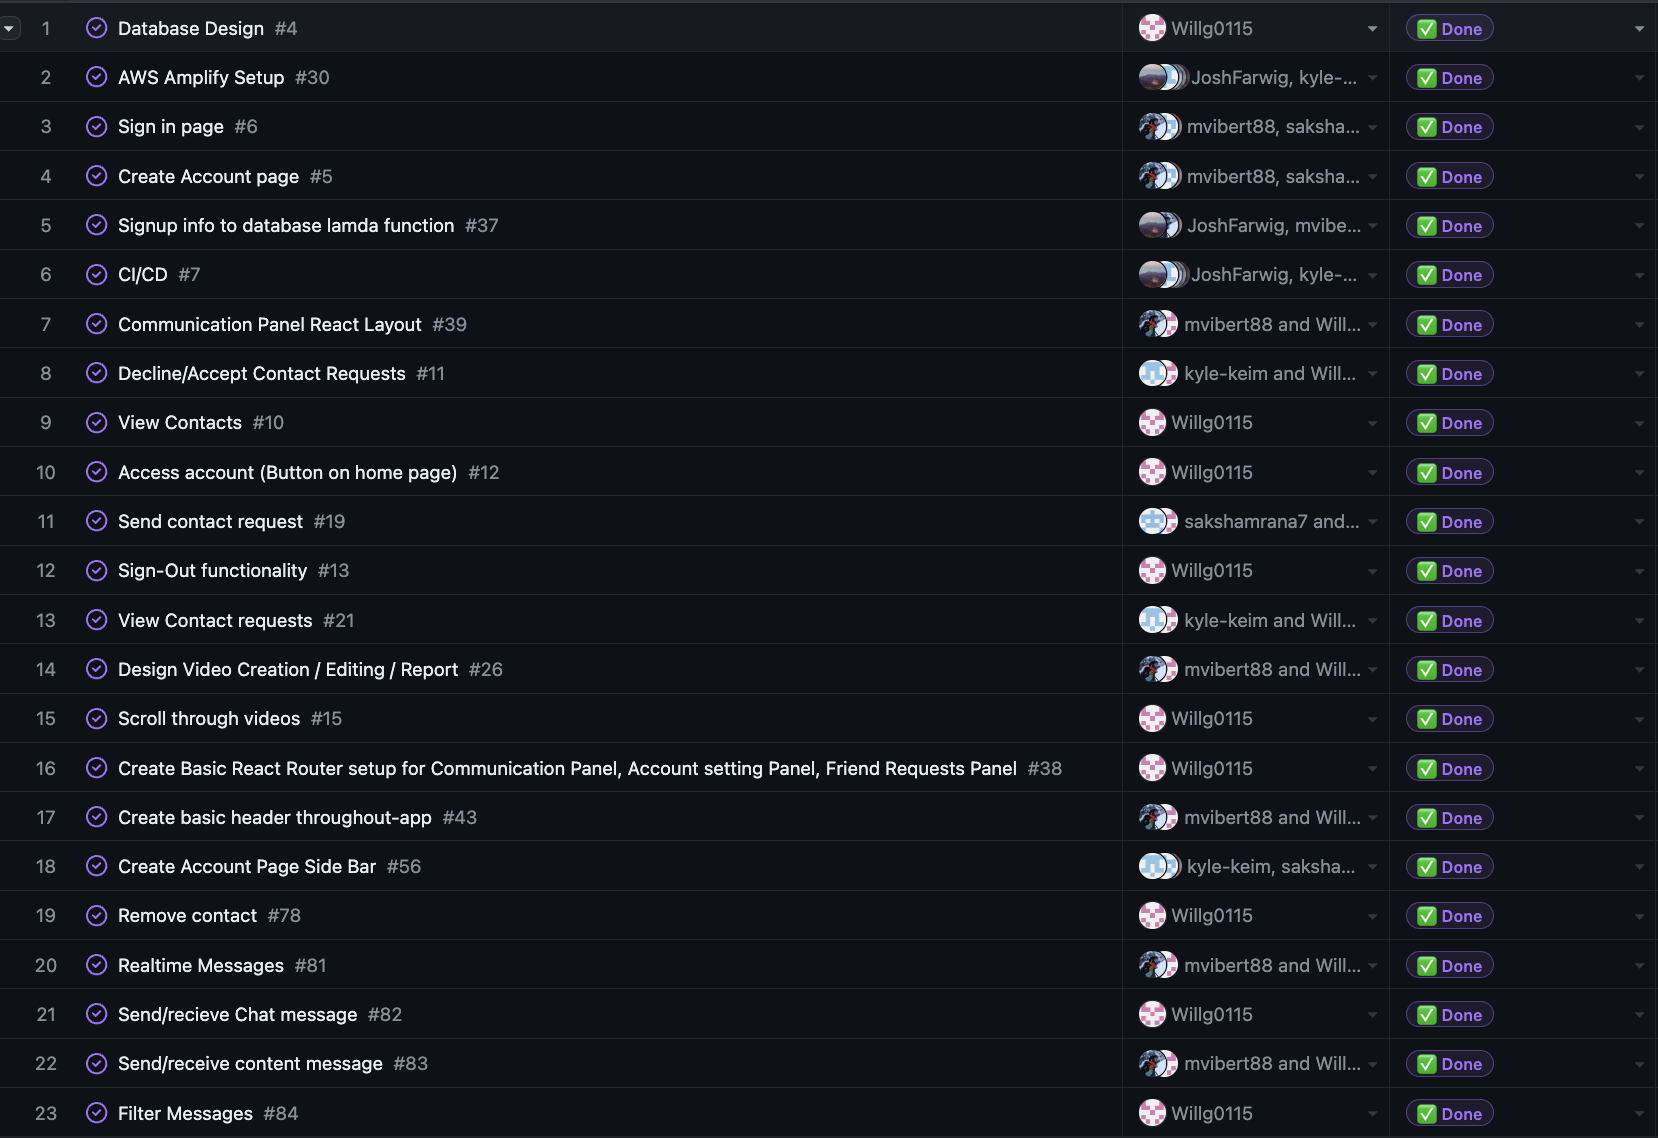 1 Database Design #4 Willg0115 ✅ Done
2 AWS Amplify Setup #30 JoshFarwig, kyle-... ✅ Done
3 Sign in page #6 mvibert88, saksha... ✅ Done
4 Create Account page #5 mvibert88, saksha... ✅ Done
5 Signup info to database lamda function #37 JoshFarwig, mvibe... ✅ Done
6 CI/CD #7 JoshFarwig, kyle-... ✅ Done
7 Communication Panel React Layout #39 mvibert88 and Will... ✅ Done
8 Decline/Accept Contact Requests #11 kyle-keim and Will... ✅ Done
9 View Contacts #10 Willg0115 ✅ Done
10 Access account (Button on home page) #12 Willg0115 ✅ Done
11 Send contact request #19 sakshamrana7 and... ✅ Done
12 Sign-Out functionality #13 Willg0115 ✅ Done
13 View Contact requests #21 kyle-keim and Will... ✅ Done
14 Design Video Creation / Editing / Report #26 mvibert88 and Will... ✅ Done
15 Scroll through videos #15 Willg0115 ✅ Done
16 Create Basic React Router setup for Communication Panel, Account setting Panel, Friend Requests Panel #38 Willg0115 ✅ Done
17 Create basic header throughout-app #43 mvibert88 and Will... ✅ Done
18 Create Account Page Side Bar #56 kyle-keim, saksha... ✅ Done
19 Remove contact #78 Willg0115 ✅ Done
20 Realtime Messages #81 mvibert88 and Will... ✅ Done
21 Send/recieve Chat message #82 Willg0115 ✅ Done
22 Send/receive content message #83 mvibert88 and Will... ✅ Done
23 Filter Messages #84 Willg0115 ✅ Done